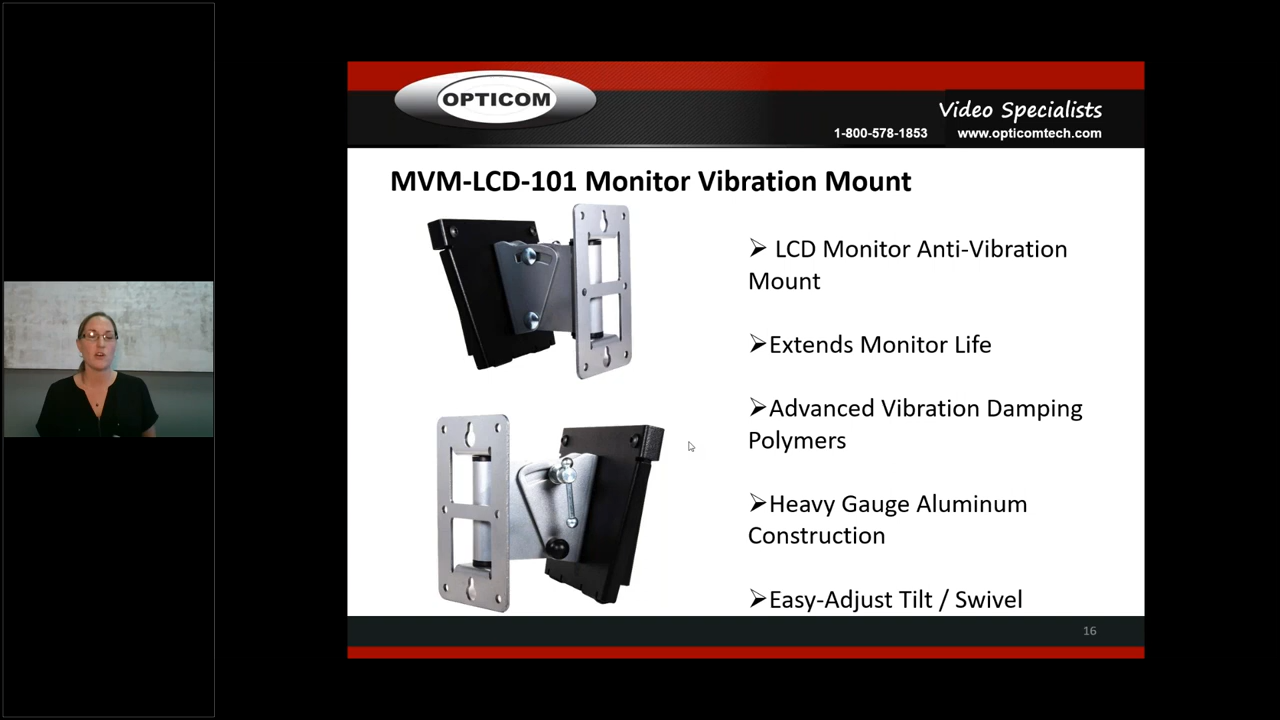 OPTICOM
Video Specialists
1-800-578-1853 www.opticomtech.com
MVM-LCD-101 Monitor Vibration Mount
➢ LCD Monitor Anti-Vibration
Mount
➢Extends Monitor Life
➢Advanced Vibration Damping
Polymers
➢Heavy Gauge Aluminum
Construction
➢Easy-Adjust Tilt / Swivel
16